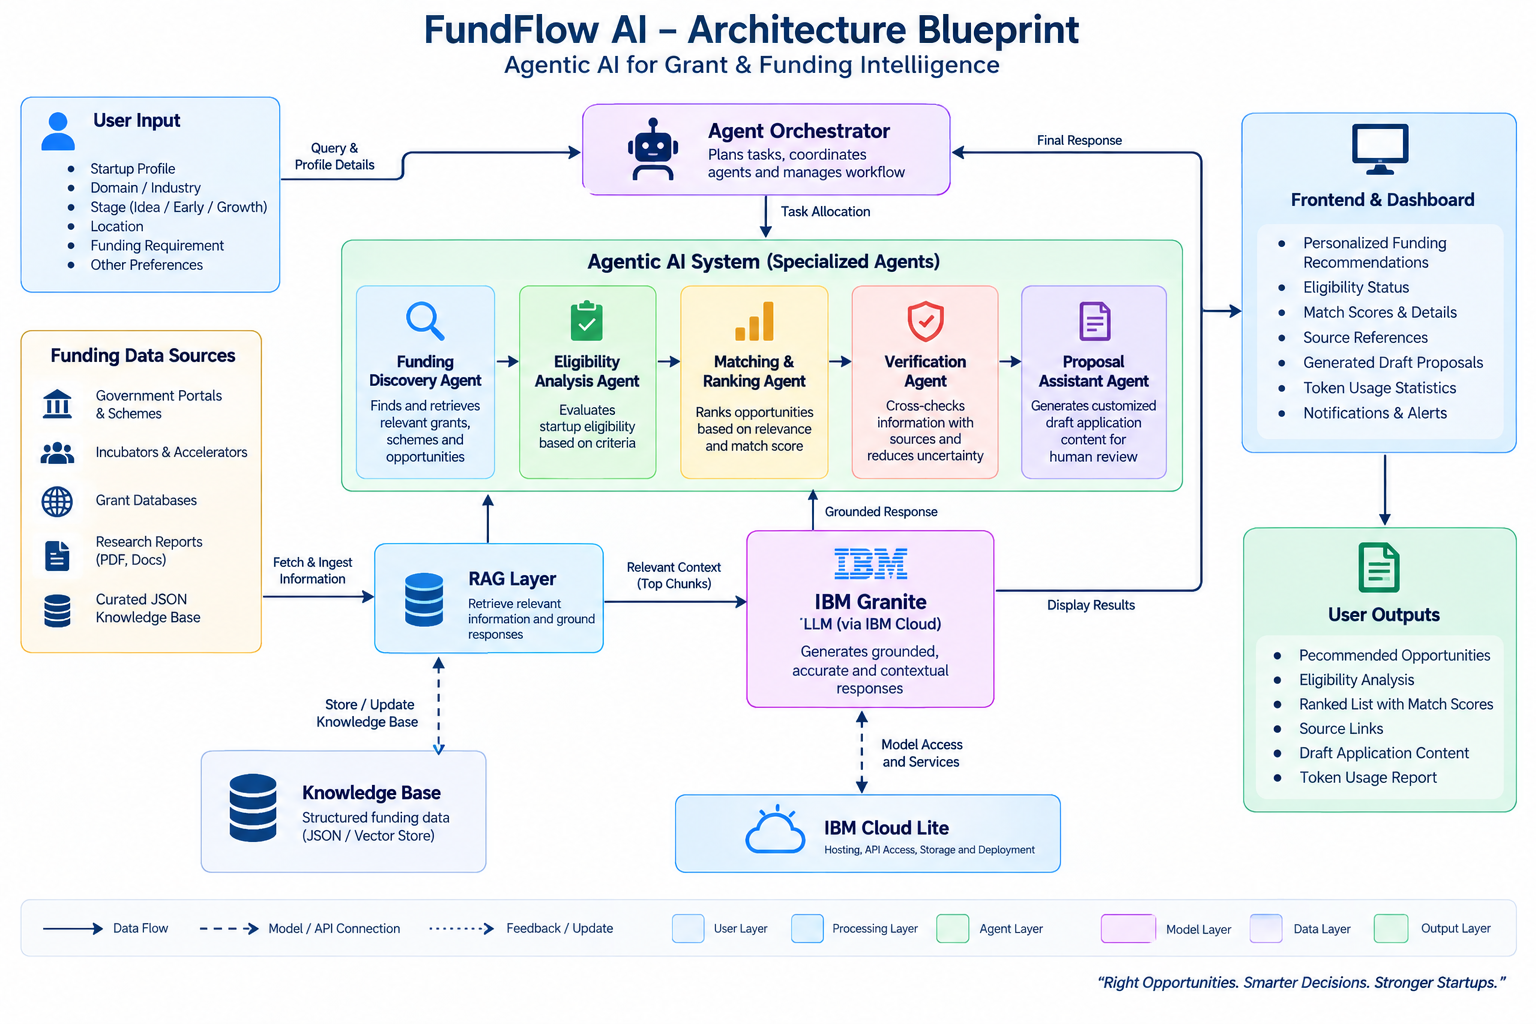 FundFlow AI – Architecture Blueprint
Agentic AI for Grant & Funding Intelliigence
User Input
Startup Profile
Domain / Industry
Stage (Idea / Early / Growth)
Location
Funding Requirement
Other Preferences
Query &
Profile Details
Agent Orchestrator
Plans tasks, coordinates
agents and manages workflow
Final Response
Task Allocation
Agentic AI System (Specialized Agents)
Funding
Discovery Agent
Finds and retrieves
relevant grants,
schemes and
opportunities
Eligibility
Analysis Agent
Evaluates
startup eligibility
based on criteria
Matching &
Ranking Agent
Ranks opportunities
based on relevance
and match score
Verification
Agent
Cross-checks
information with
sources and
reduces uncertainty
Proposal
Assistant Agent
Generates customized
draft application
content for
human review
Frontend & Dashboard
Personalized Funding
Recommendations
Eligibility Status
Match Scores & Details
Source References
Generated Draft Proposals
Token Usage Statistics
Notifications & Alerts
Funding Data Sources
Government Portals
& Schemes
Incubators & Accelerators
Grant Databases
Research Reports
(PDF, Docs)
Curated JSON
Knowledge Base
Fetch & Ingest
Information
RAG Layer
Retrieve relevant
information and ground
responses
Relevant Context
(Top Chunks)
Grounded Response
IBM
IBM Granite
'LLM (via IBM Cloud)
Generates grounded,
accurate and contextual
responses
Display Results
User Outputs
Pecommended Opportunities
Eligibility Analysis
Ranked List with Match Scores
Source Links
Draft Application Content
Token Usage Report
Store / Update
Knowledge Base
Model Access
and Services
Knowledge Base
Structured funding data
(JSON / Vector Store)
IBM Cloud Lite
Hosting, API Access, Storage and Deployment
Data Flow
Model / API Connection
Feedback / Update
User Layer
Processing Layer
Agent Layer
Model Layer
Data Layer
Output Layer
“Right Opportunities. Smarter Decisions. Stronger Startups.”